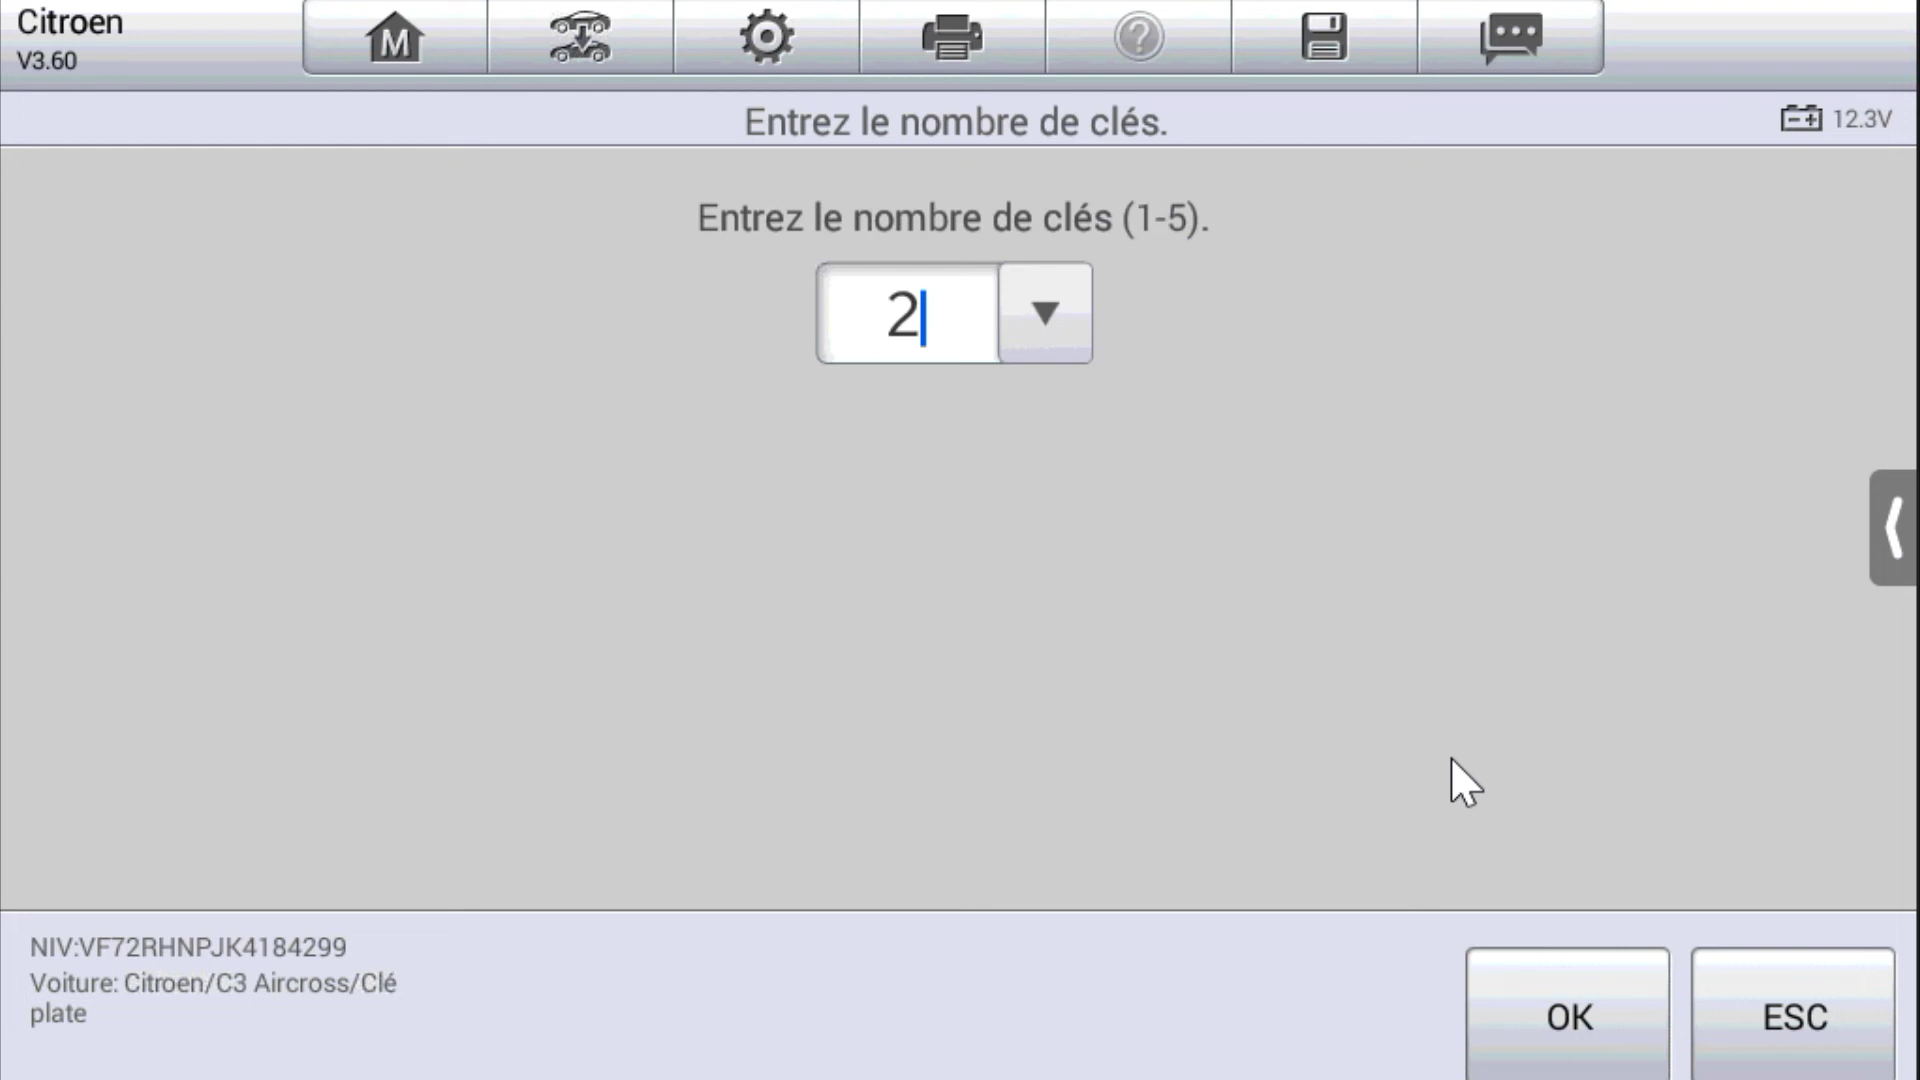 Citroen
V3.60
M
Entrez le nombre de clés.
12.3V
Entrez le nombre de clés (1-5).
2
NIV:VF72RHNPJK4184299
Voiture: Citroen/C3 Aircross/Clé
plate
OK
ESC